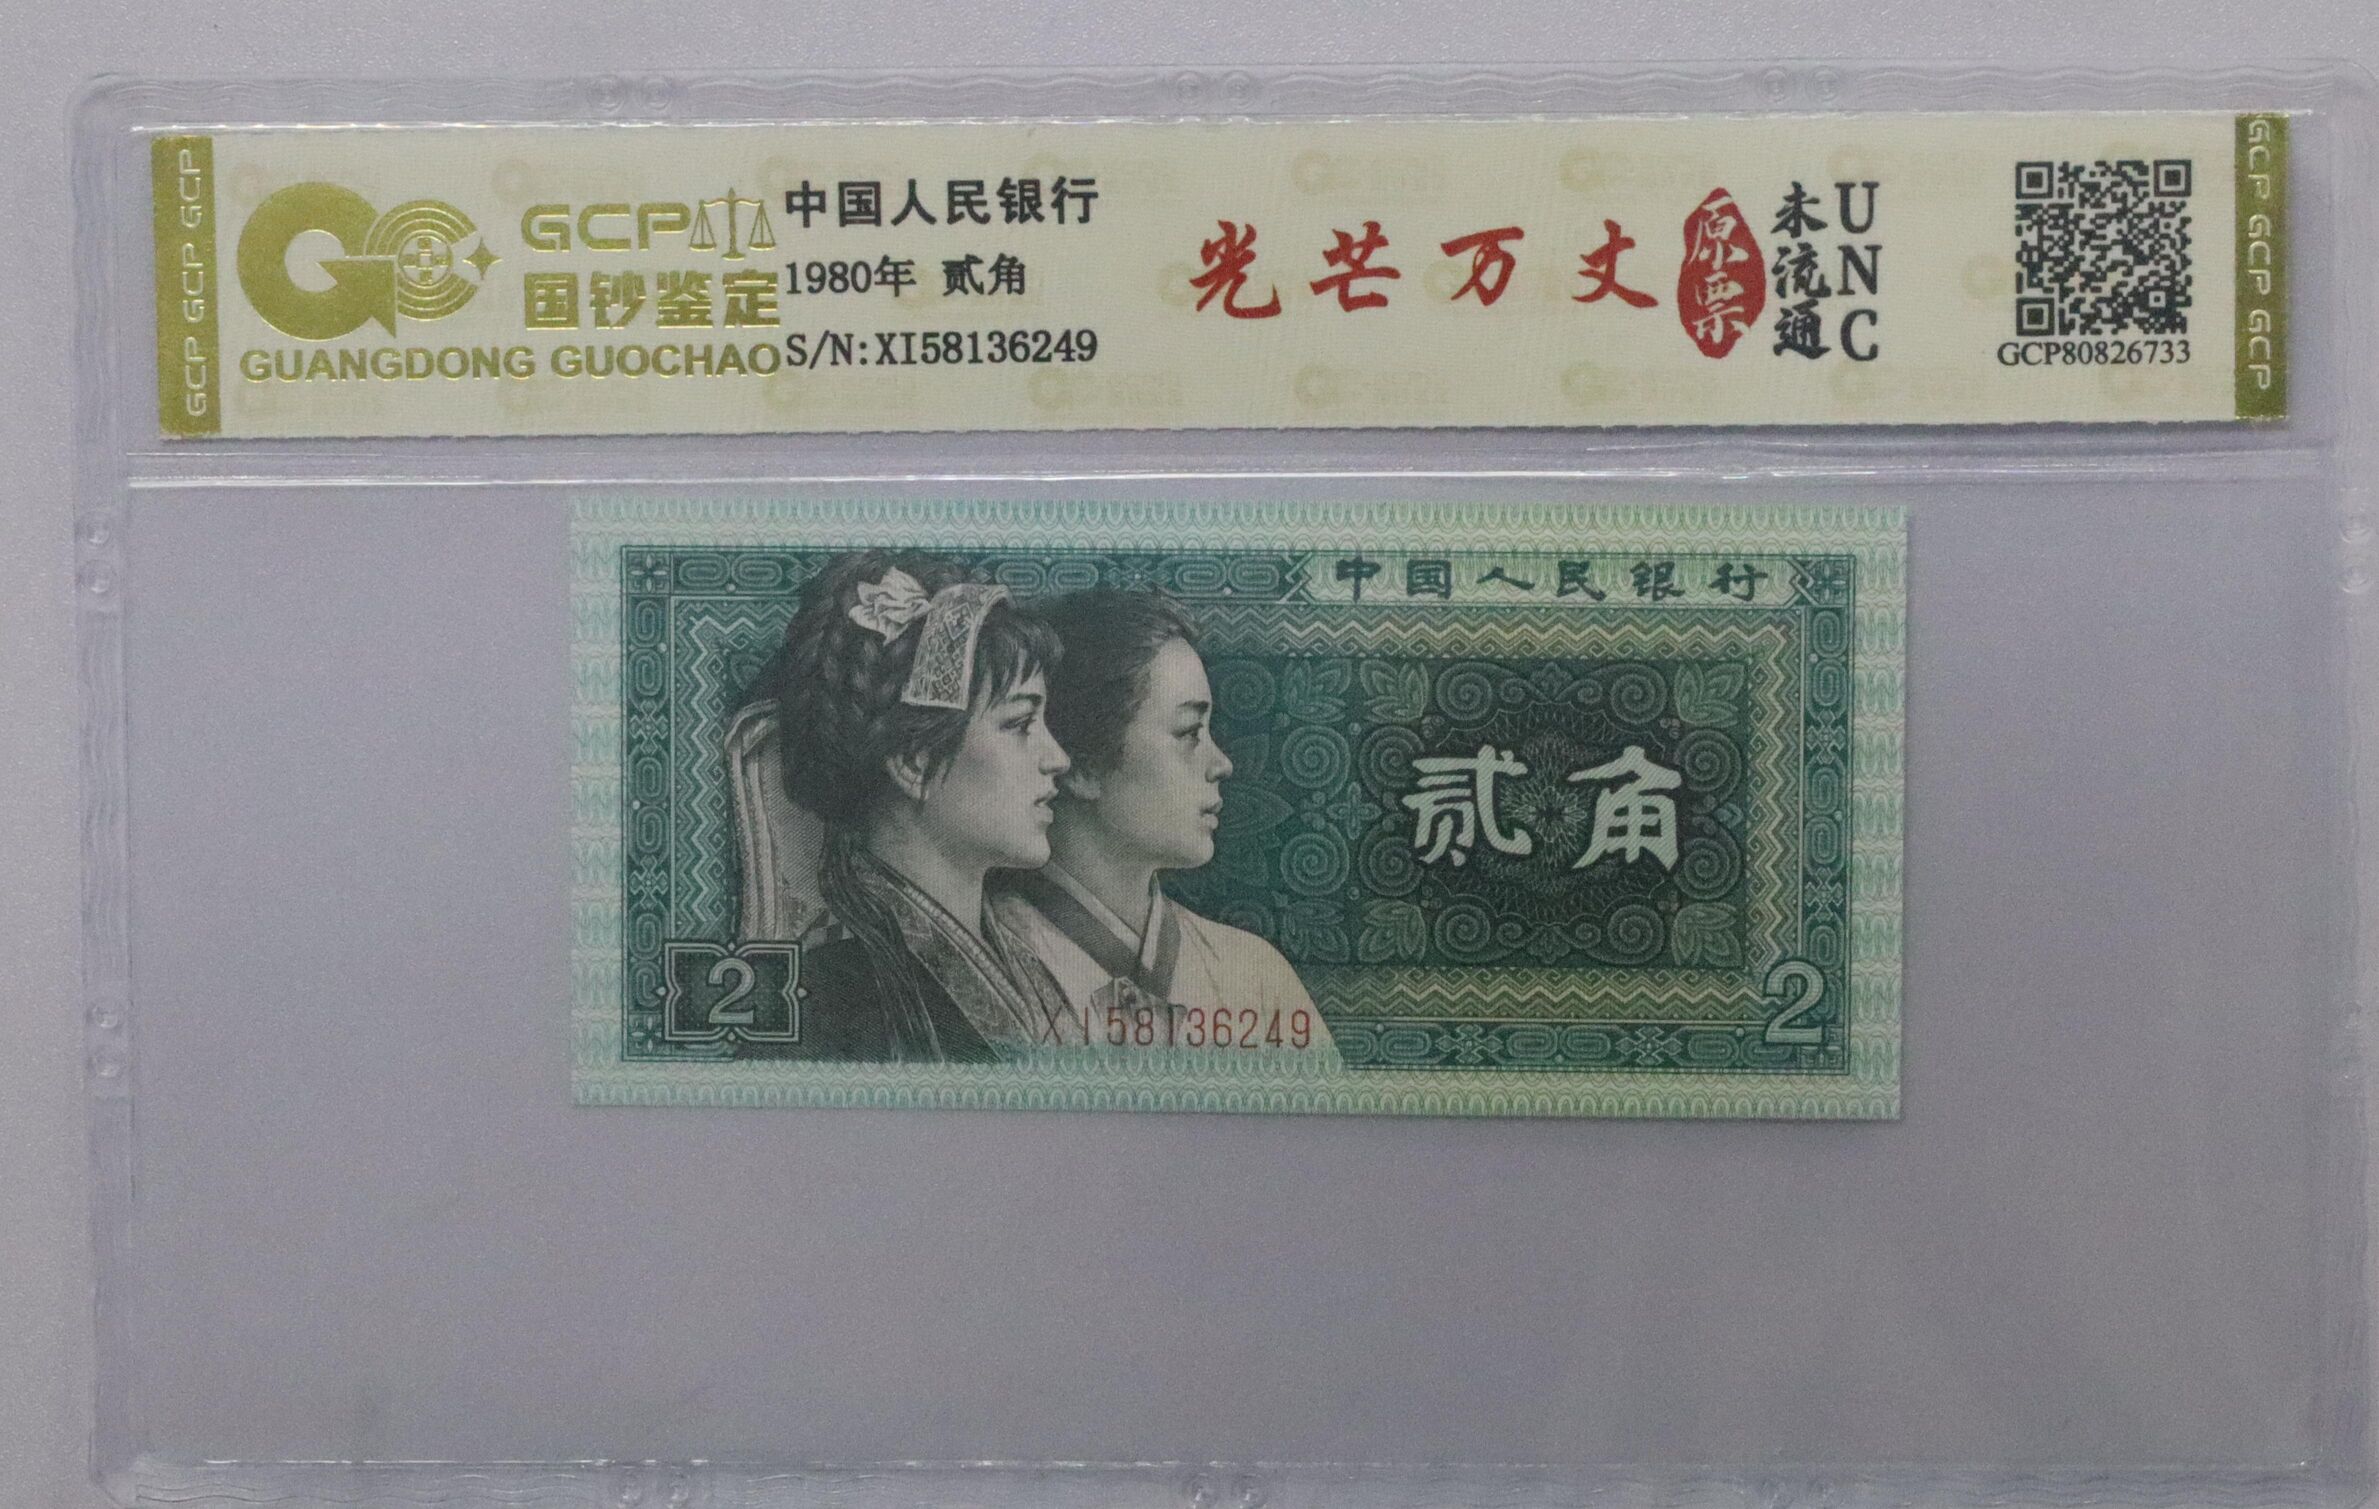 GCP GCP GCP
GCP
国钞鉴定
GUANGDONG GUOCHAO
中国人民银行
1980年 贰角
S/N:XI58136249
光芒万丈
原票
未流通
UNC
GCP80826733
GCP GCP GCP
中国人民银行
贰角
2
XI58136249
2